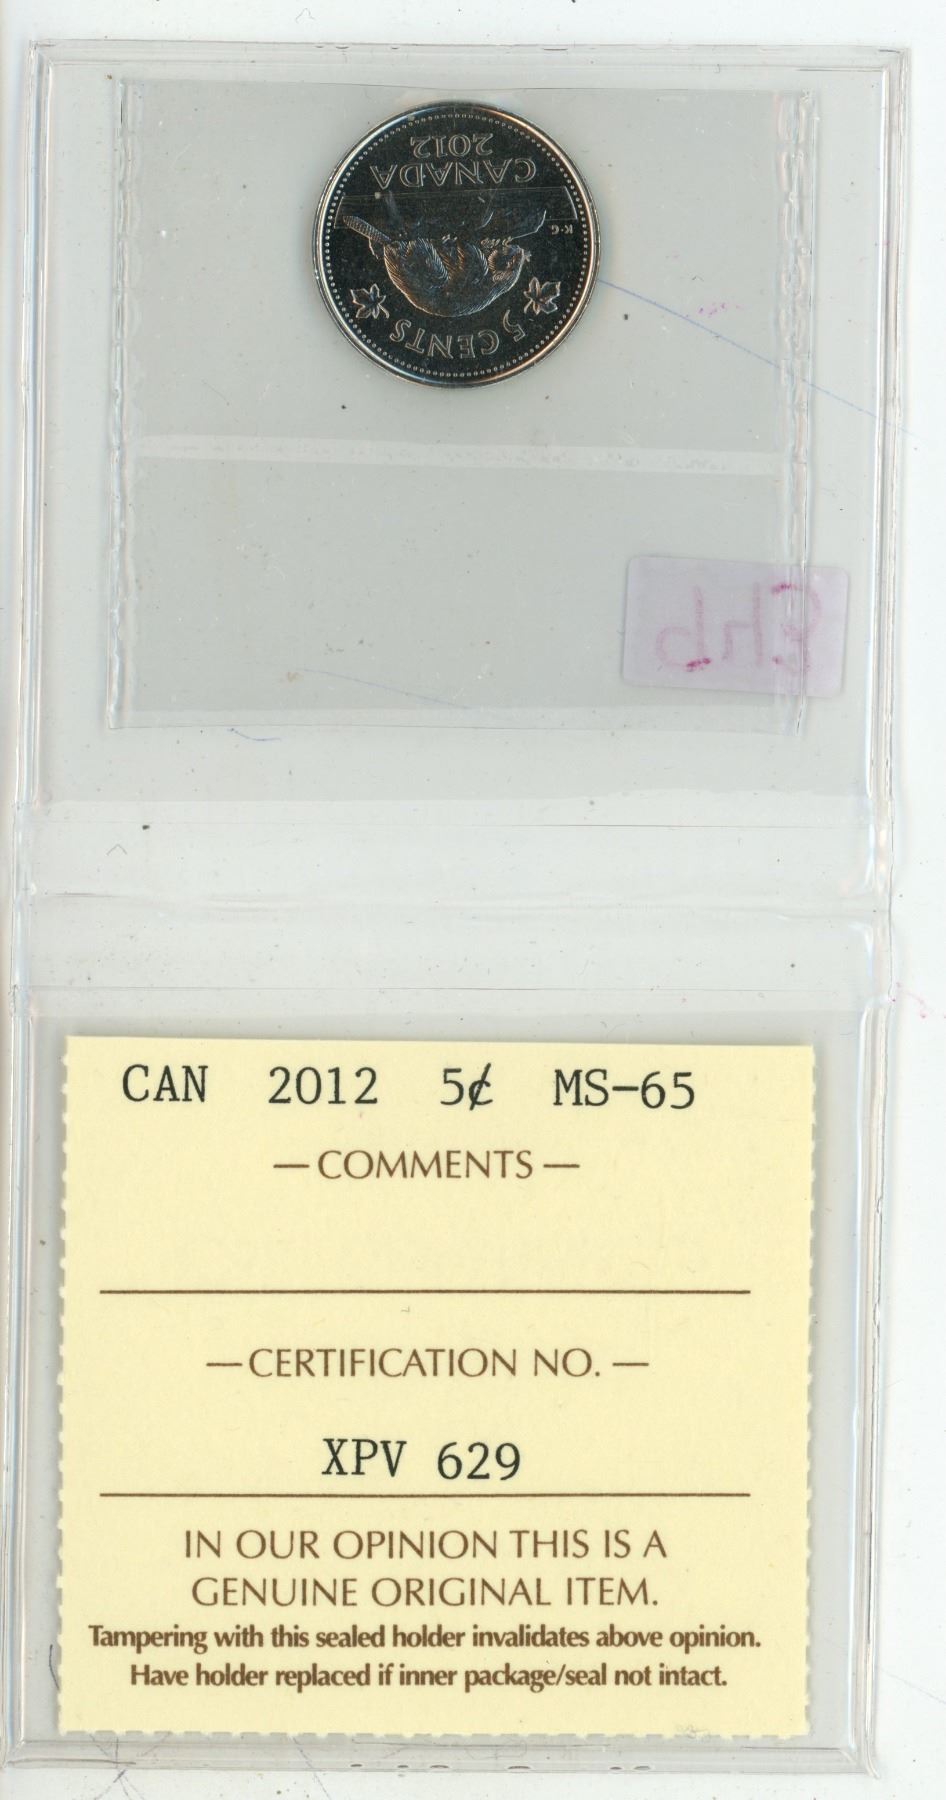 5 CENTS
K·G
CANADA
2012
CAN 2012 5¢ MS-65
— COMMENTS —
— CERTIFICATION NO. —
XPV 629
IN OUR OPINION THIS IS A
GENUINE ORIGINAL ITEM.
Tampering with this sealed holder invalidates above opinion.
Have holder replaced if inner package/seal not intact.